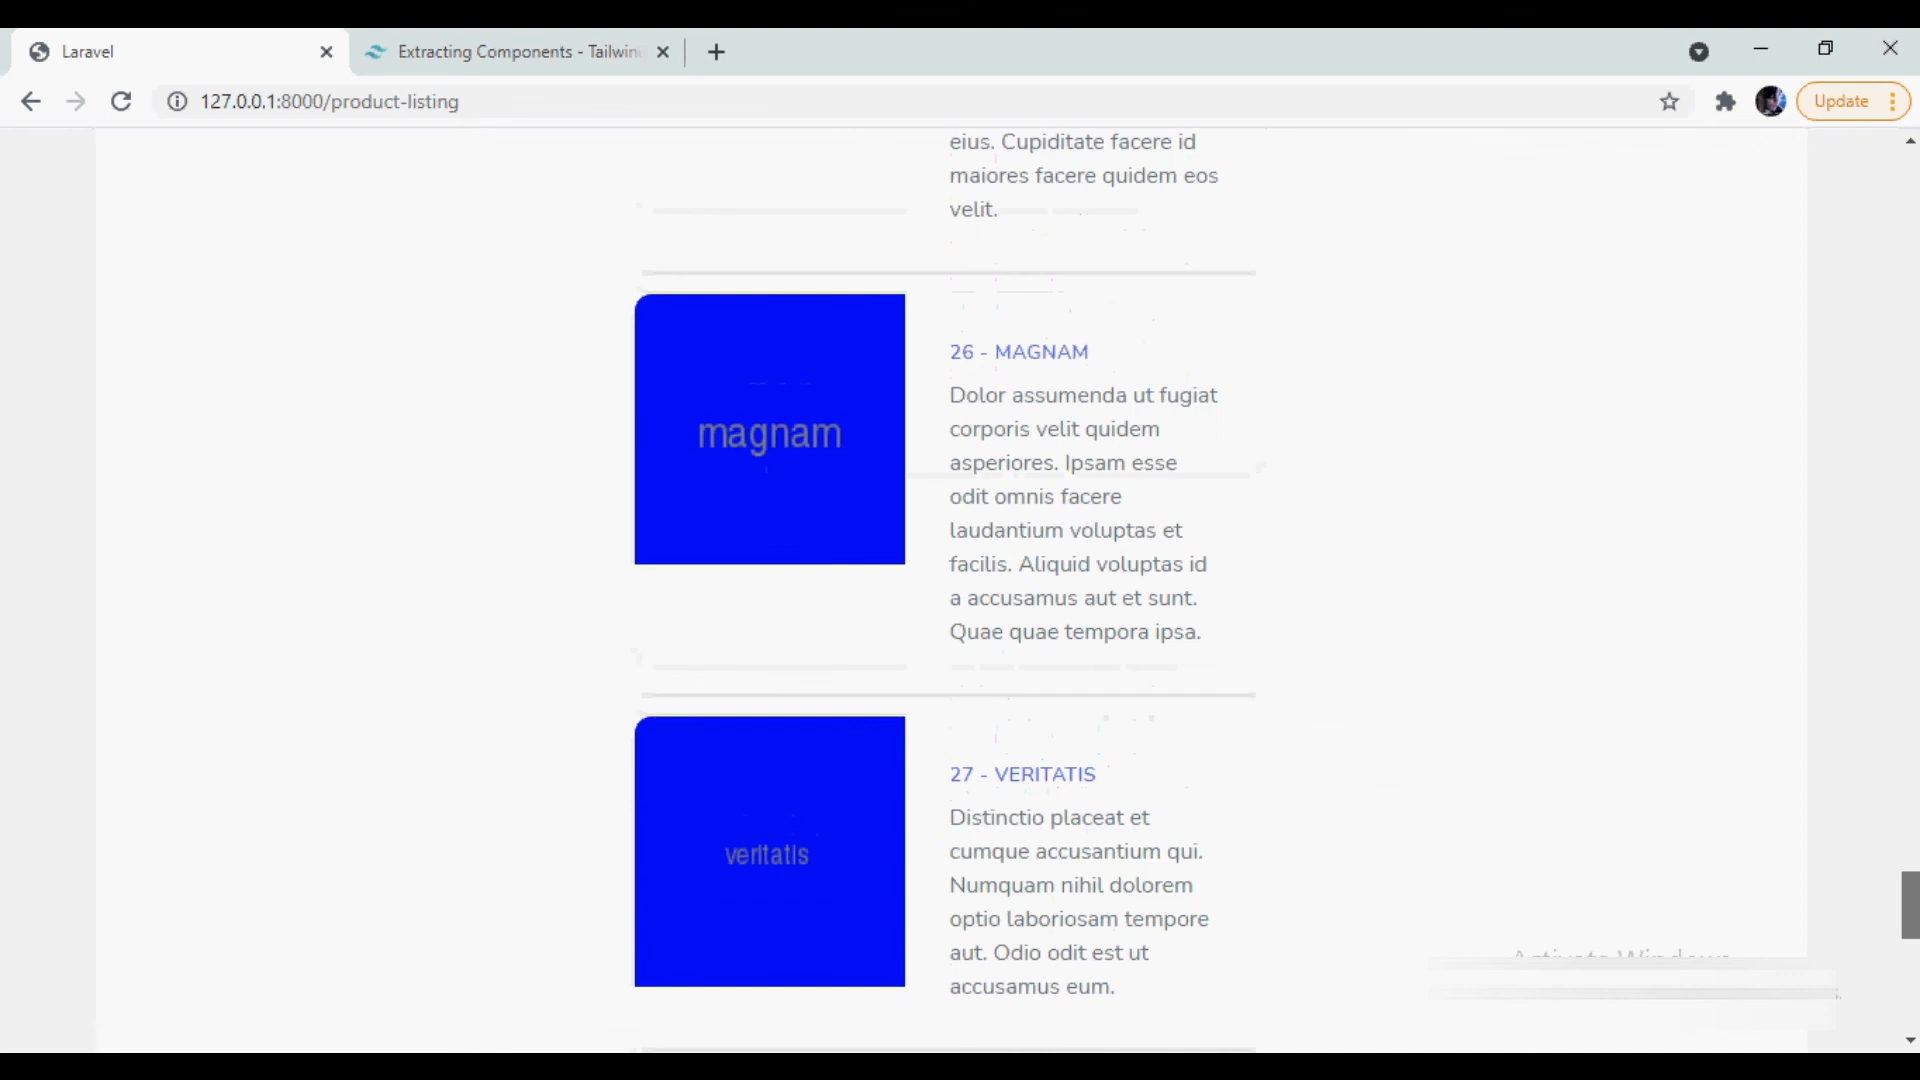 Laravel
Extracting Components - Tailwin
127.0.0.1:8000/product-listing
Update
eius. Cupiditate facere id
maiores facere quidem eos
velit.
magnam
26 - MAGNAM
Dolor assumenda ut fugiat
corporis velit quidem
asperiores. Ipsam esse
odit omnis facere
laudantium voluptas et
facilis. Aliquid voluptas id
a accusamus aut et sunt.
Quae quae tempora ipsa.
veritatis
27 - VERITATIS
Distinctio placeat et
cumque accusantium qui.
Numquam nihil dolorem
optio laboriosam tempore
aut. Odio odit est ut
accusamus eum.
Activate Windows